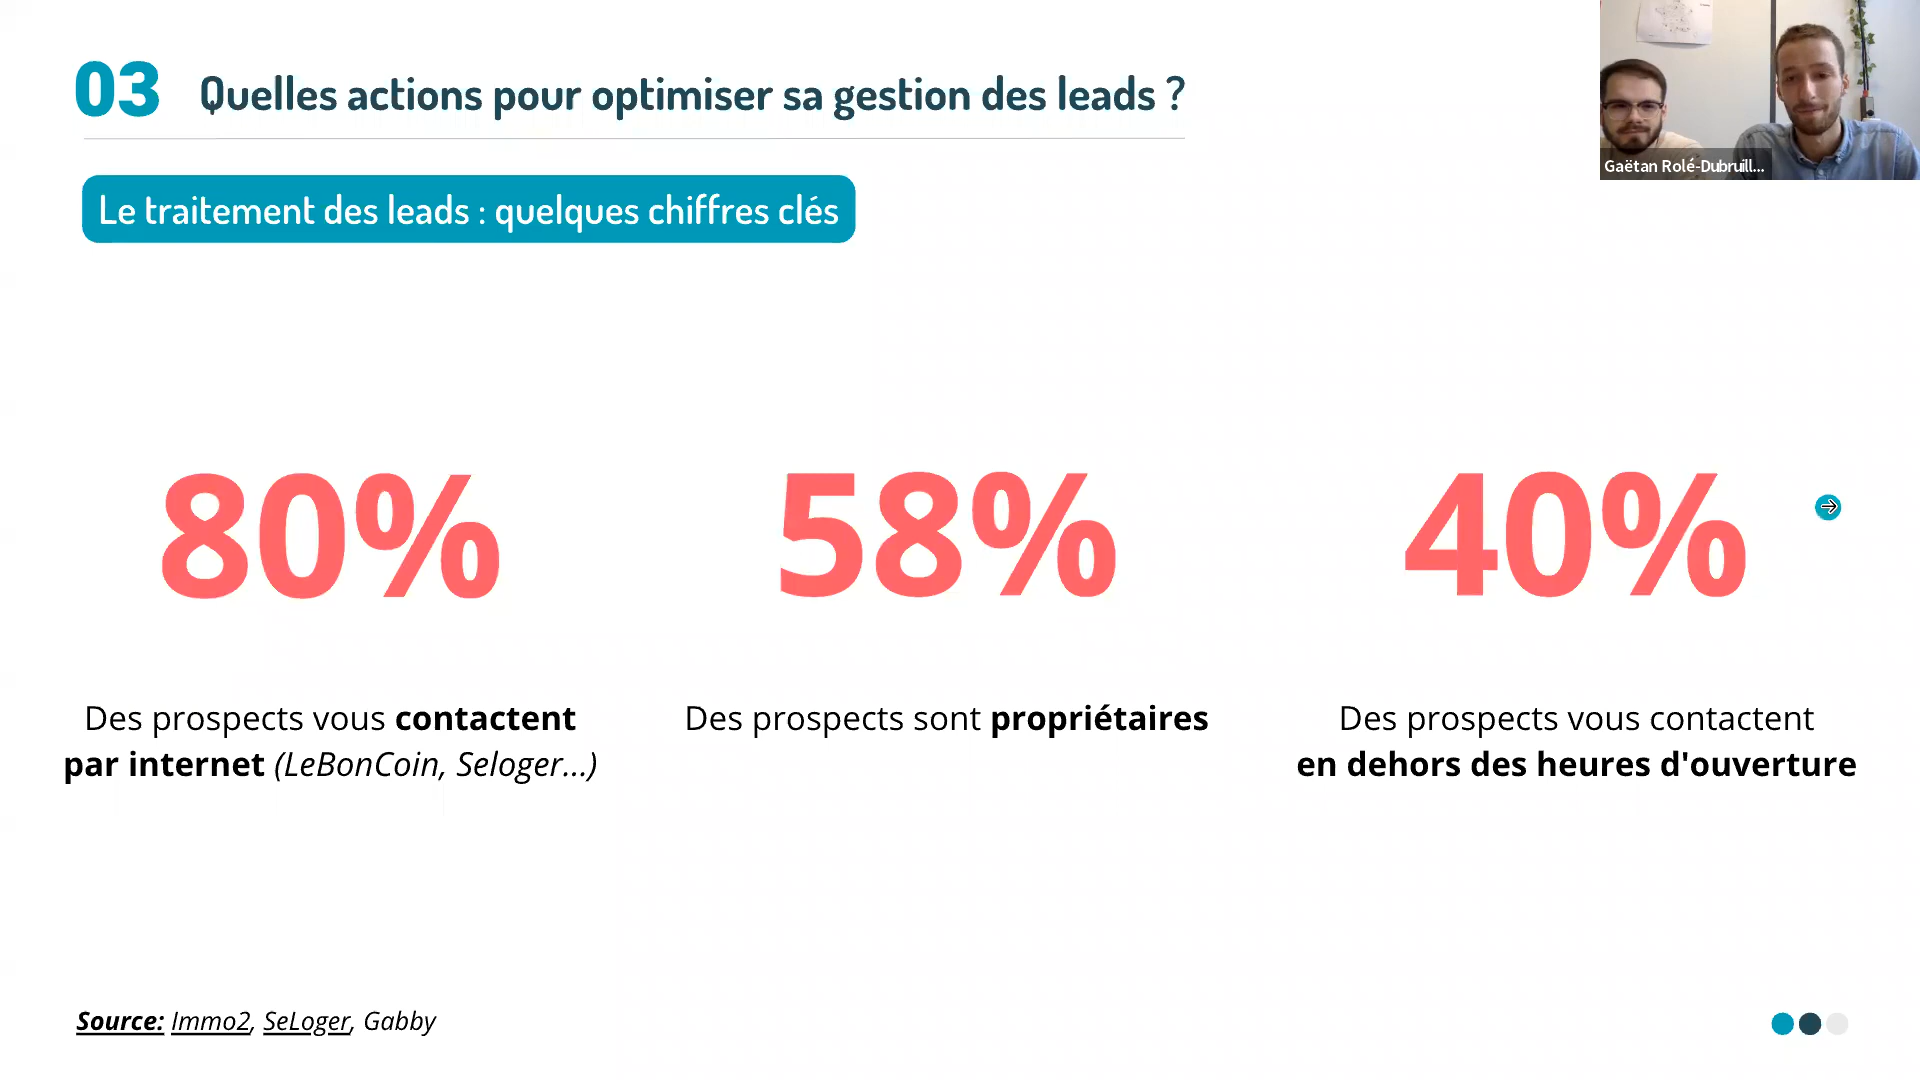 03 Quelles actions pour optimiser sa gestion des leads ?
Gaëtan Rolé-Dubruill...
Le traitement des leads : quelques chiffres clés
80%
58%
40%
Des prospects vous contactent
par internet (LeBonCoin, Seloger...)
Des prospects sont propriétaires
Des prospects vous contactent
en dehors des heures d'ouverture
Source: Immo2, SeLoger, Gabby